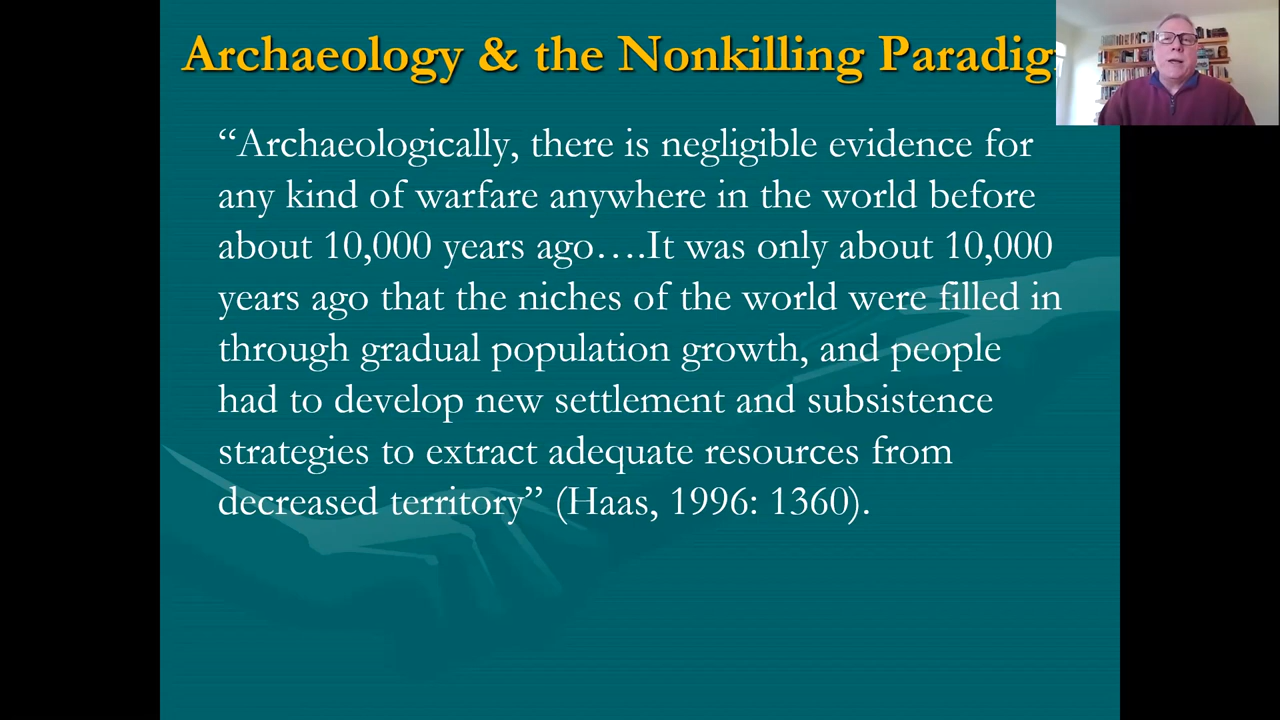 Archaeology & the Nonkilling Paradig
“Archaeologically, there is negligible evidence for
any kind of warfare anywhere in the world before
about 10,000 years ago….It was only about 10,000
years ago that the niches of the world were filled in
through gradual population growth, and people
had to develop new settlement and subsistence
strategies to extract adequate resources from
decreased territory” (Haas, 1996: 1360).